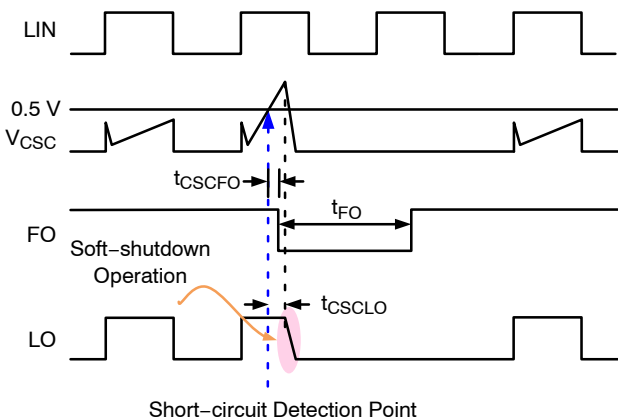 LIN
0.5 V
VCSC
tCSCFO
tFO
FO
Soft−shutdown
Operation
tCSCLO
LO
Short−circuit Detection Point